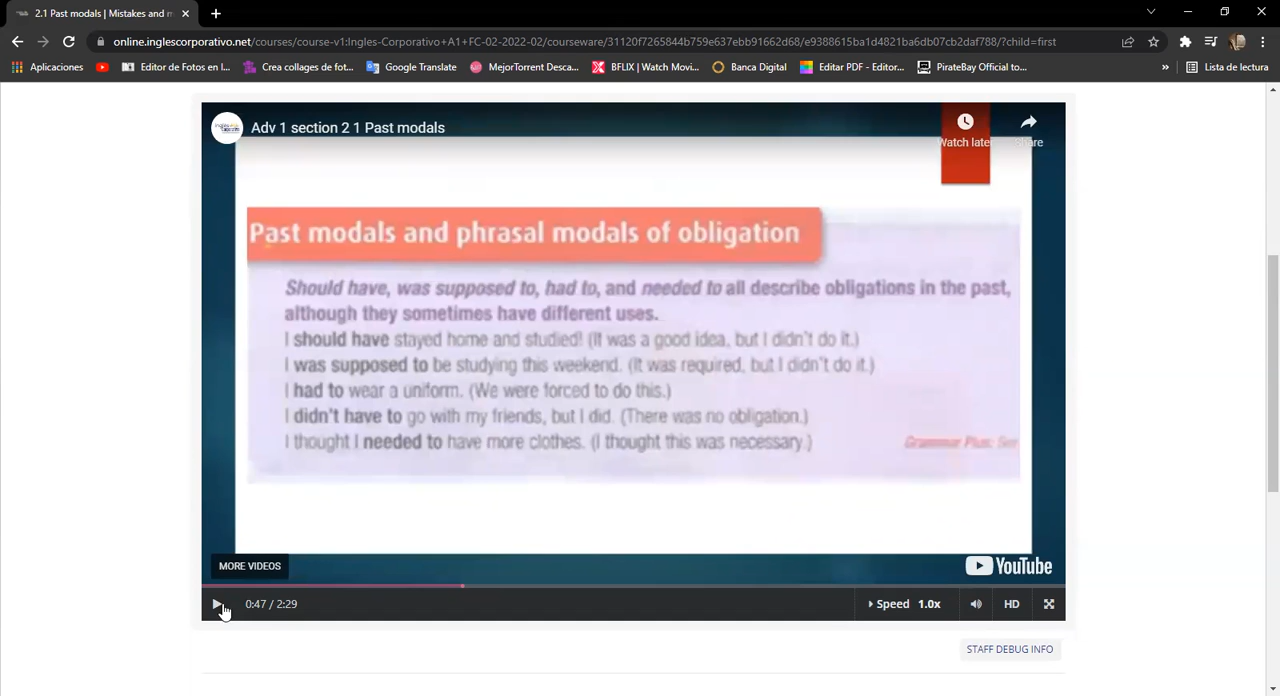 2.1 Past modals | Mistakes and m
online.inglescorporativo.net/courses/course-v1:Ingles-Corporativo+A1+FC-02-2022-02/courseware/31120f7265844b759e637ebb91662d68/e9388615ba1d4821ba6db07cb2daf788/?child=first
Aplicaciones Editor de Fotos en l... Crea collages de fot... Google Translate MejorTorrent Desca... BFLIX | Watch Movi... Banca Digital Editar PDF - Editor... PirateBay Official to... » Lista de lectura
Adv 1 section 2 1 Past modals
Watch late Share
Past modals and phrasal modals of obligation
Should have, was supposed to, had to, and needed to all describe obligations in the past,
although they sometimes have different uses.
I should have stayed home and studied! (It was a good idea, but I didn't do it.)
I was supposed to be studying this weekend. (It was required, but I didn't do it.)
I had to wear a uniform. (We were forced to do this.)
I didn't have to go with my friends, but I did. (There was no obligation.)
I thought I needed to have more clothes. (I thought this was necessary.) Grammar Plus: See
MORE VIDEOS
YouTube
0:47 / 2:29 Speed 1.0x HD
STAFF DEBUG INFO